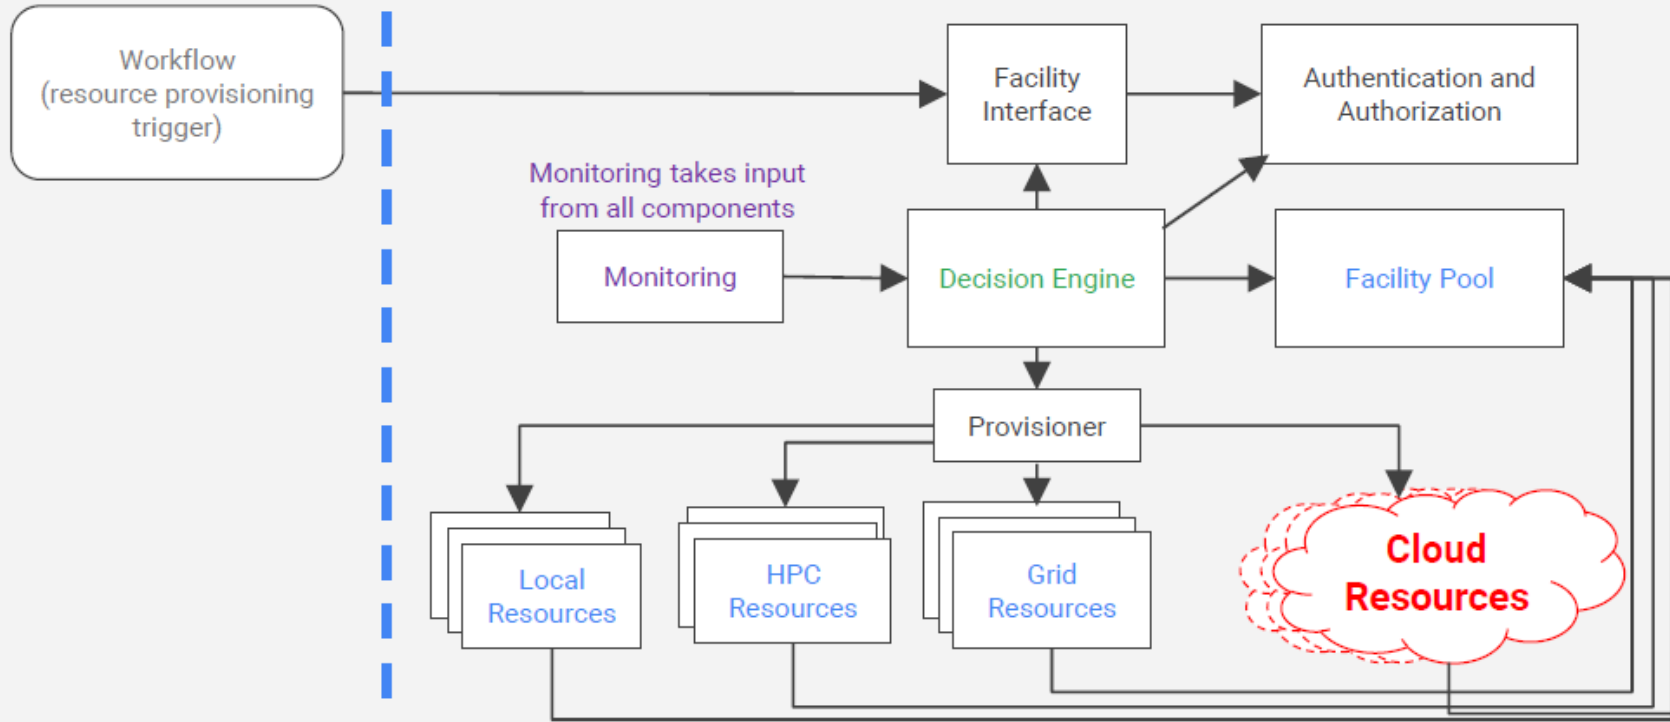 Workflow
(resource provisioning
trigger)
Facility
Interface
Authentication and
Authorization
Monitoring takes input
from all components
Monitoring
Decision Engine
Facility Pool
Provisioner
Local
Resources
HPC
Resources
Grid
Resources
Cloud
Resources